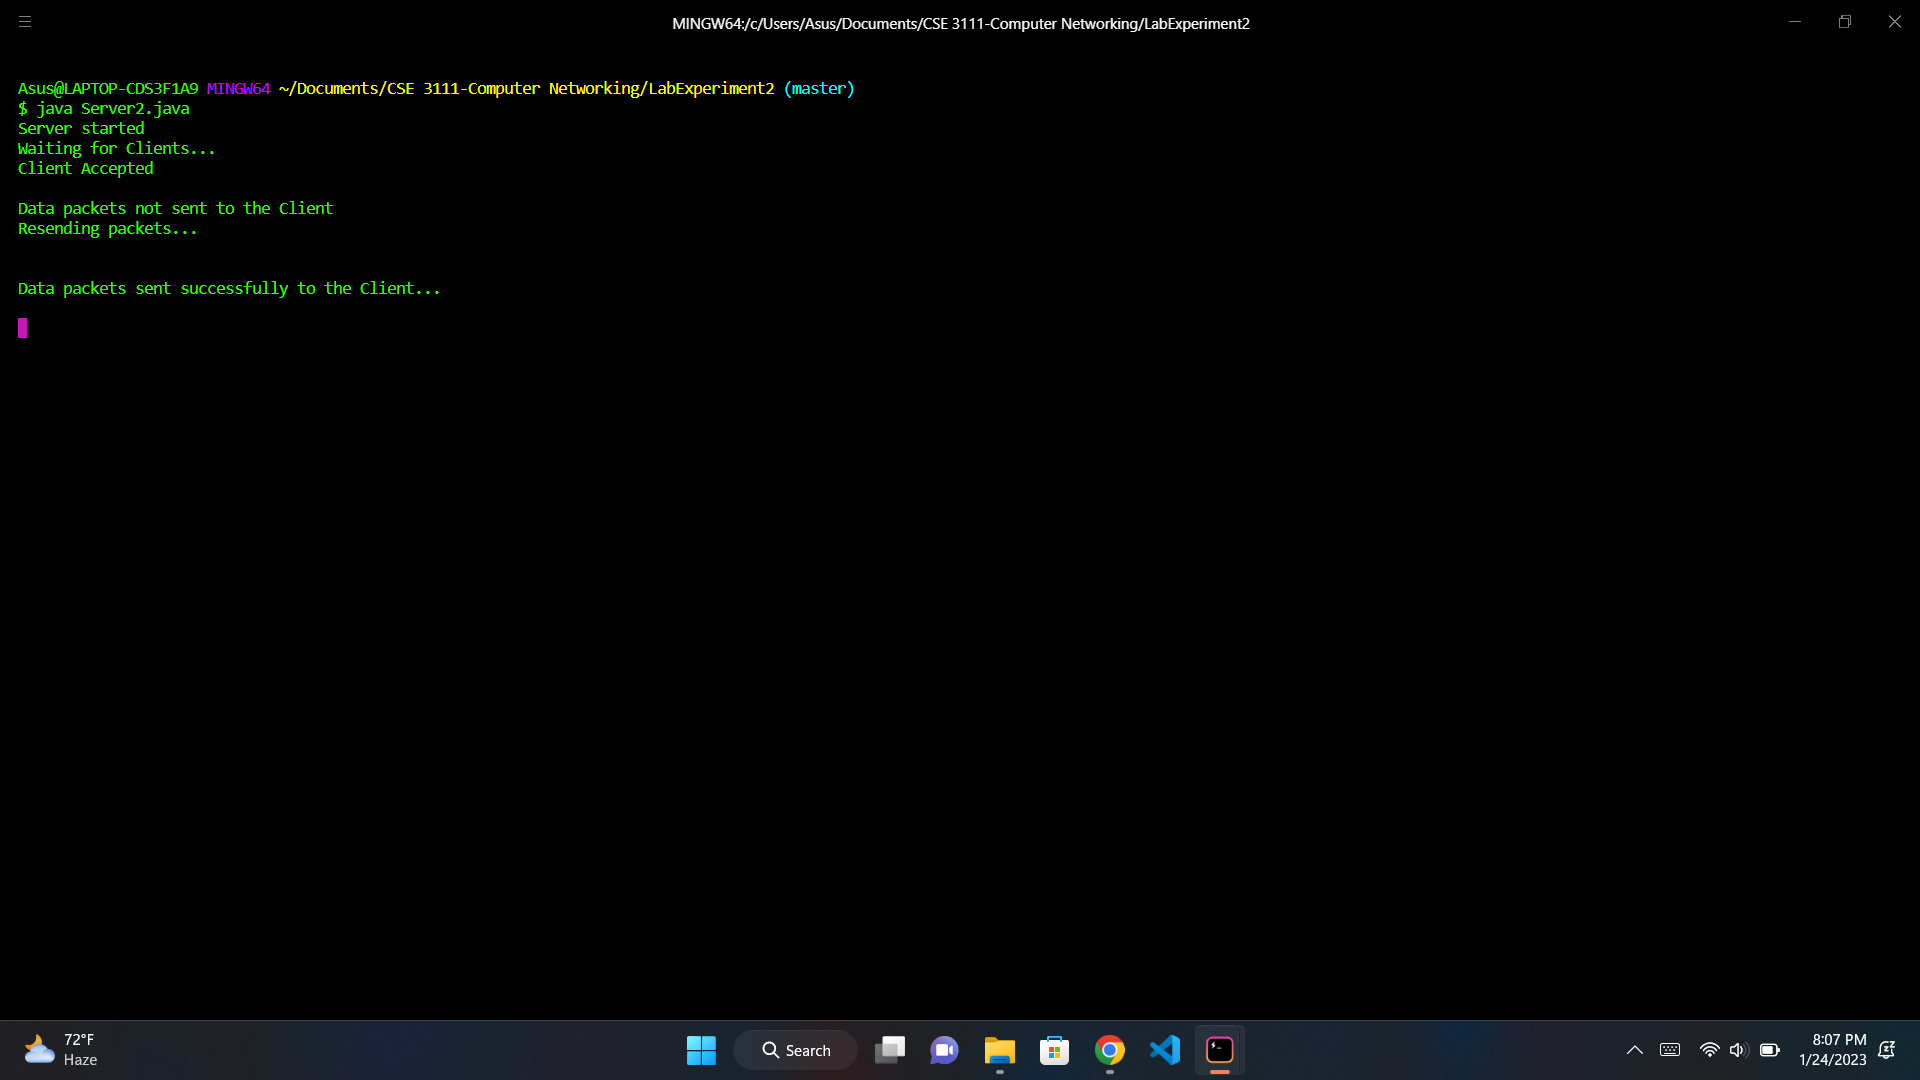 MINGW64:/c/Users/Asus/Documents/CSE 3111-Computer Networking/LabExperiment2
Asus@LAPTOP-CDS3F1A9 MINGW64 ~/Documents/CSE 3111-Computer Networking/LabExperiment2 (master)
$ java Server2.java
Server started
Waiting for Clients...
Client Accepted
Data packets not sent to the Client
Resending packets...
Data packets sent successfully to the Client...
72°F
Haze
Search
8:07 PM
1/24/2023